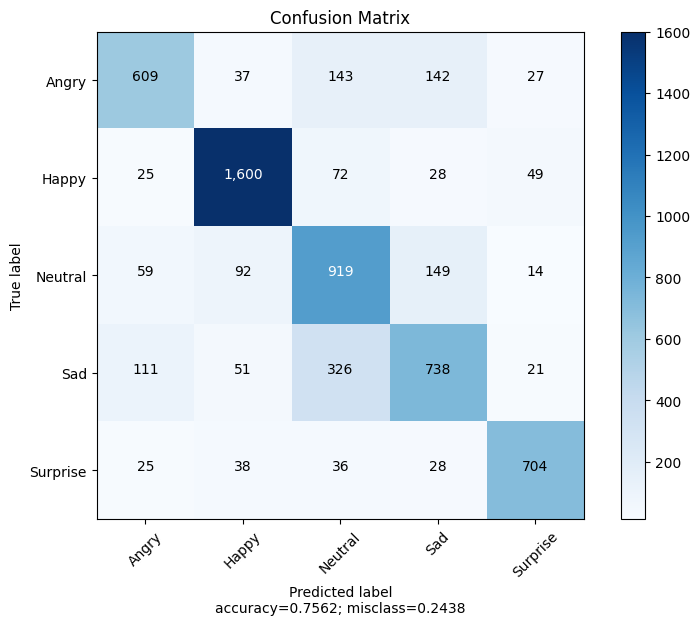 Confusion Matrix
Angry 609 37 143 142 27
Happy 25 1,600 72 28 49
Neutral 59 92 919 149 14
Sad 111 51 326 738 21
Surprise 25 38 36 28 704
True label
Angry Happy Neutral Sad Surprise
Predicted label
accuracy=0.7562; misclass=0.2438
1600
1400
1200
1000
800
600
400
200